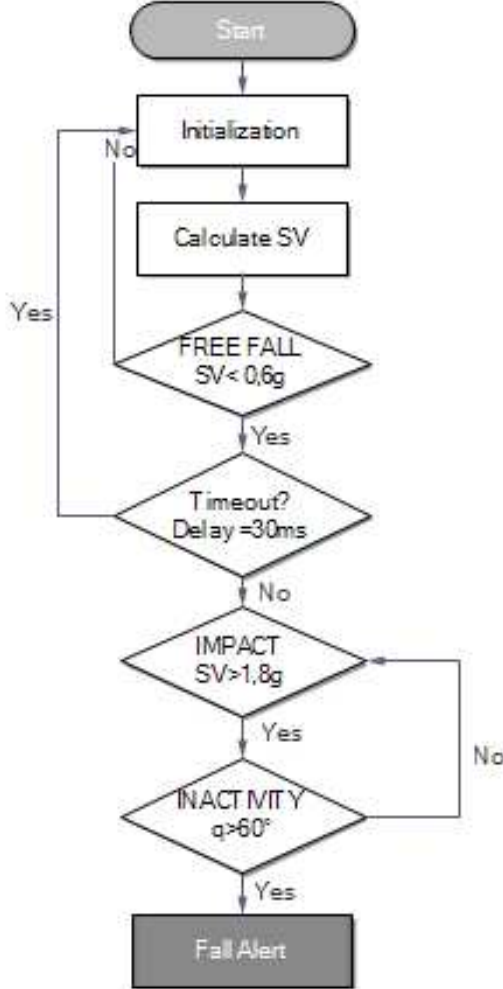 Start
Initialization
No
Calculate SV
Yes
FREE FALL
SV< 0,6g
Yes
Timeout?
Delay =30ms
No
IMPACT
SV>1,8g
Yes
No
INACTIVITY
q>60°
Yes
Fall Alert